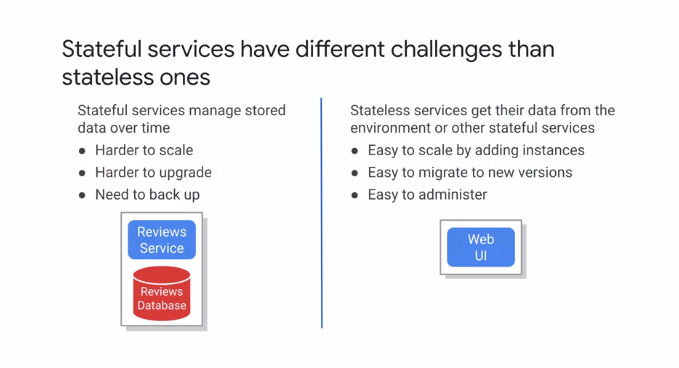 Stateful services have different challenges than
stateless ones
Stateful services manage stored
data over time
● Harder to scale
● Harder to upgrade
● Need to back up
Reviews
Service
Reviews
Database
Stateless services get their data from the
environment or other stateful services
● Easy to scale by adding instances
● Easy to migrate to new versions
● Easy to administer
Web
UI